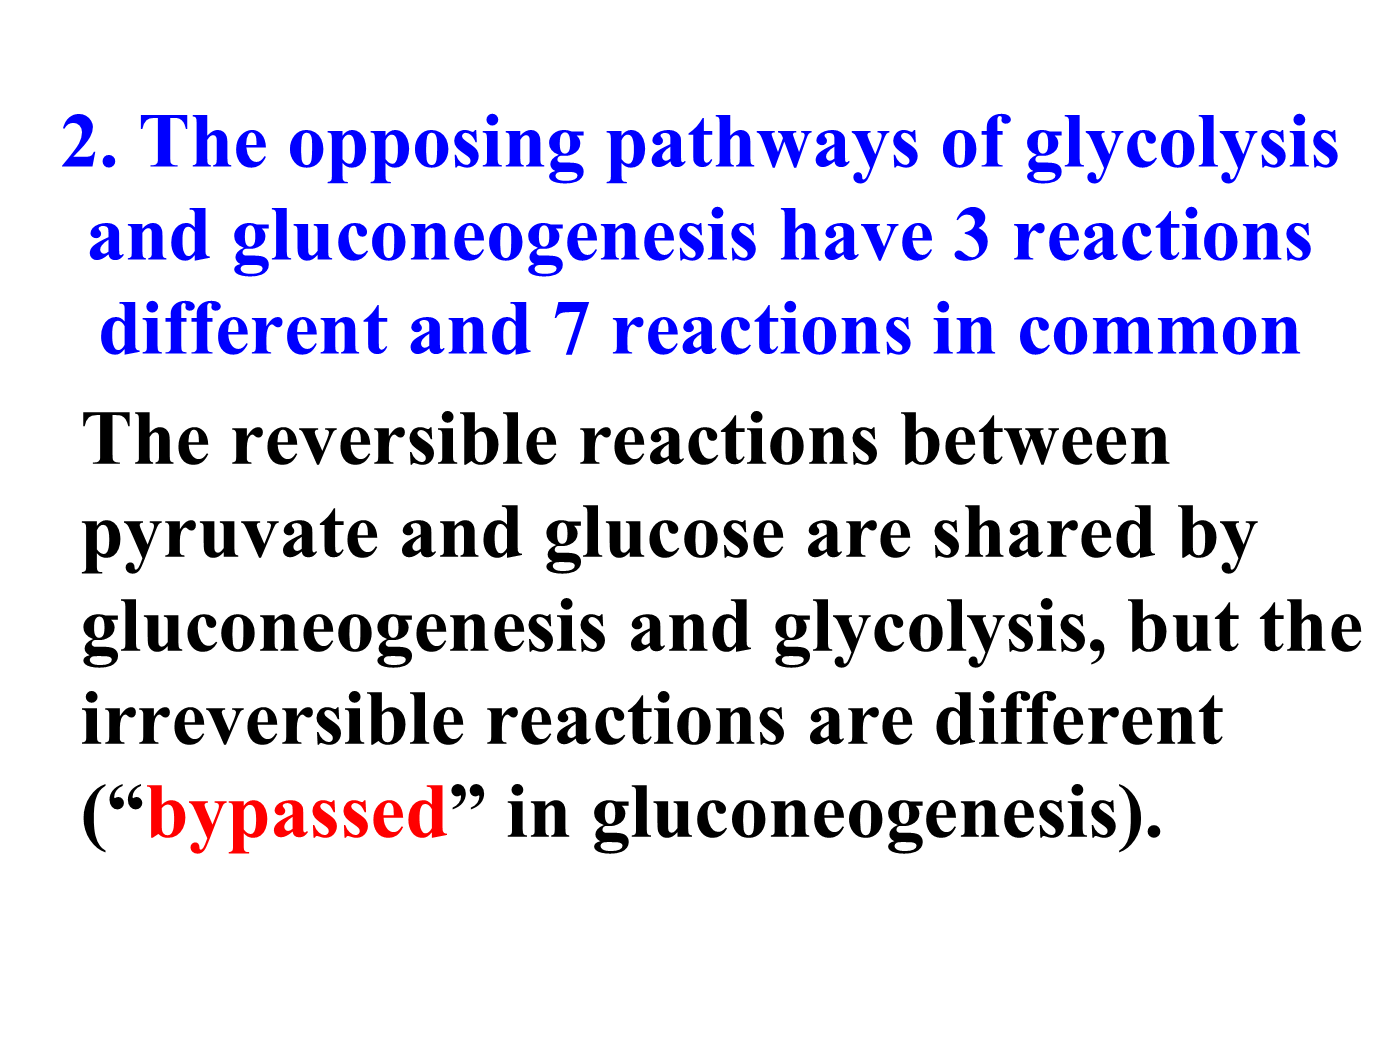 2. The opposing pathways of glycolysis
and gluconeogenesis have 3 reactions
different and 7 reactions in common
The reversible reactions between
pyruvate and glucose are shared by
gluconeogenesis and glycolysis, but the
irreversible reactions are different
(“bypassed” in gluconeogenesis).